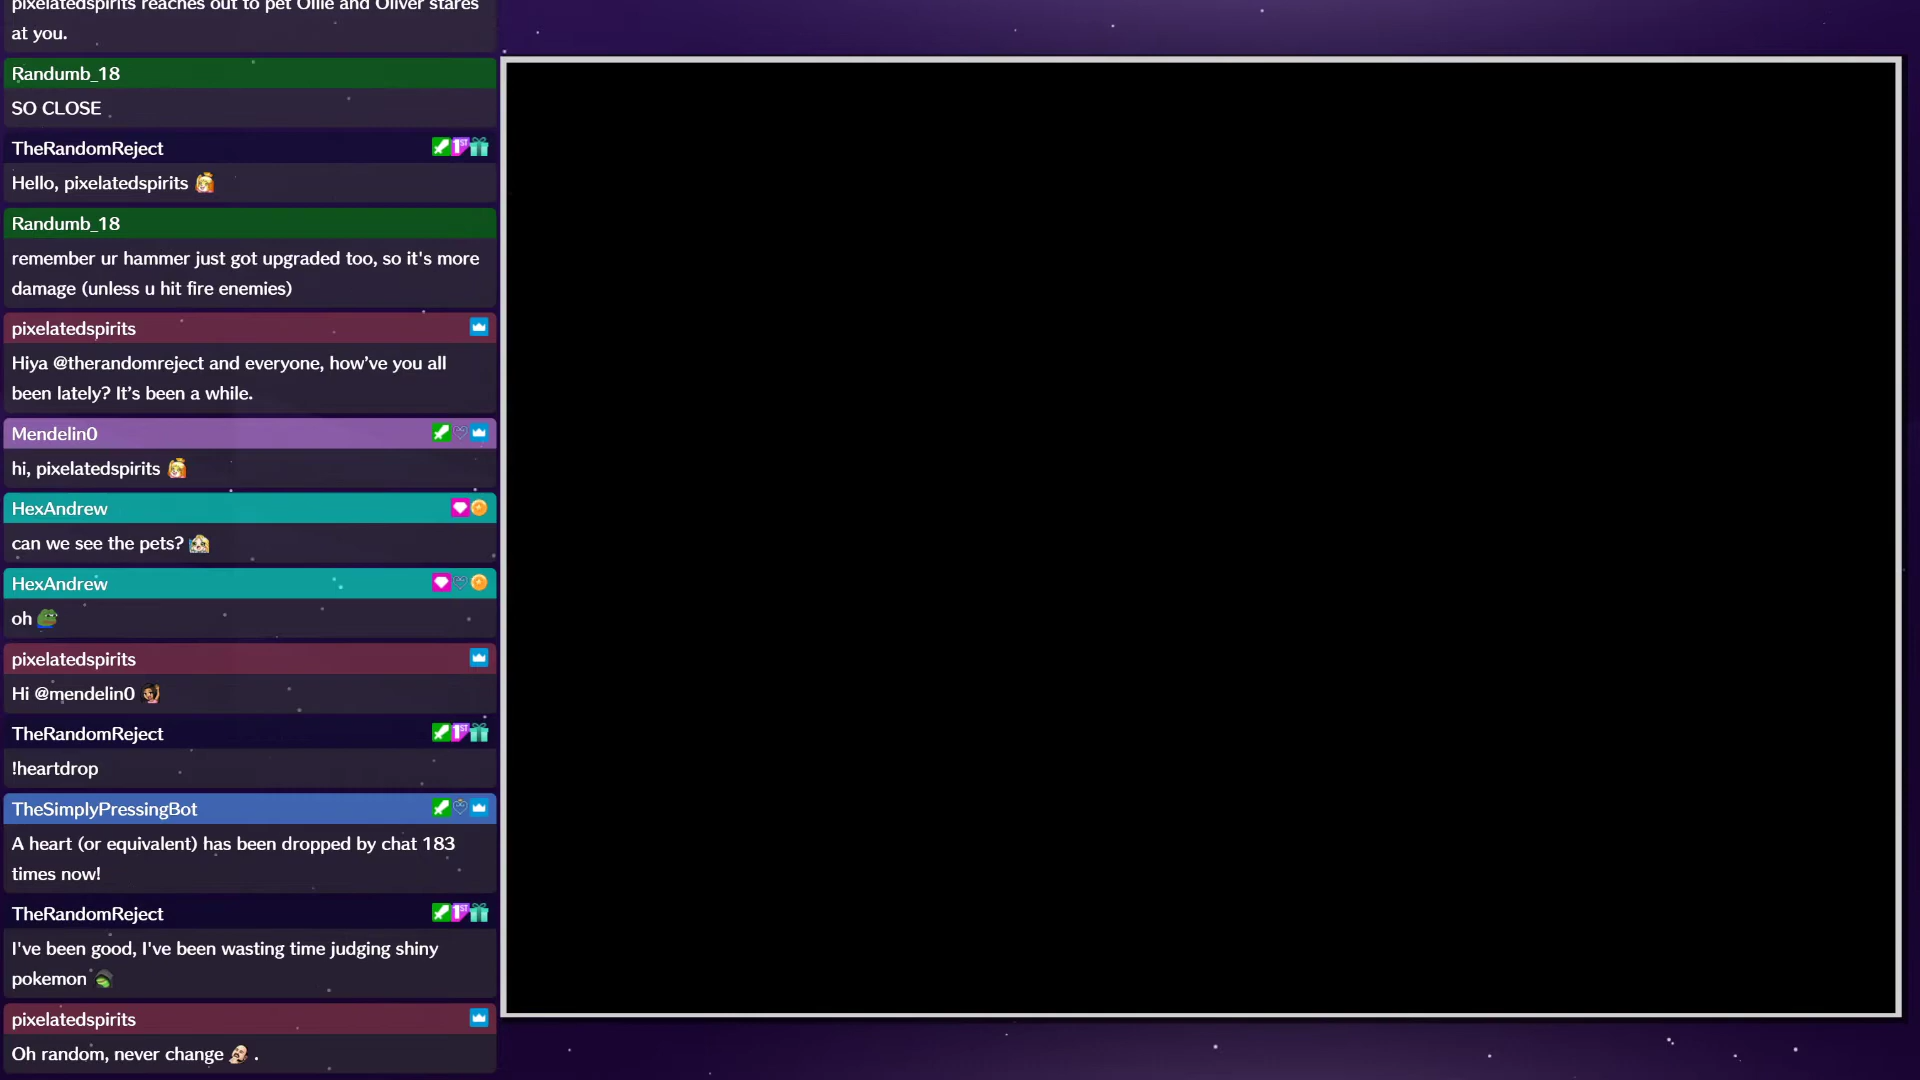 pixelatedspirits reaches out to pet Ollie and Oliver stares
at you.
Randumb_18
SO CLOSE
TheRandomReject
Hello, pixelatedspirits
Randumb_18
remember ur hammer just got upgraded too, so it's more
damage (unless u hit fire enemies)
pixelatedspirits
Hiya @therandomreject and everyone, how’ve you all
been lately? It’s been a while.
Mendelin0
hi, pixelatedspirits
HexAndrew
can we see the pets?
HexAndrew
oh
pixelatedspirits
Hi @mendelin0
TheRandomReject
!heartdrop
TheSimplyPressingBot
A heart (or equivalent) has been dropped by chat 183
times now!
TheRandomReject
I've been good, I've been wasting time judging shiny
pokemon
pixelatedspirits
Oh random, never change .